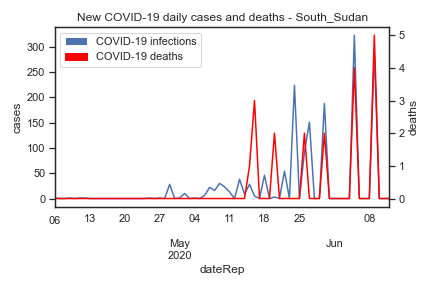 New COVID-19 daily cases and deaths - South_Sudan
COVID-19 infections
COVID-19 deaths
300
250
200
150
100
50
0
cases
5
4
3
2
1
0
deaths
06 13 20 27 04 11 18 25 01 08
May
2020
Jun
dateRep